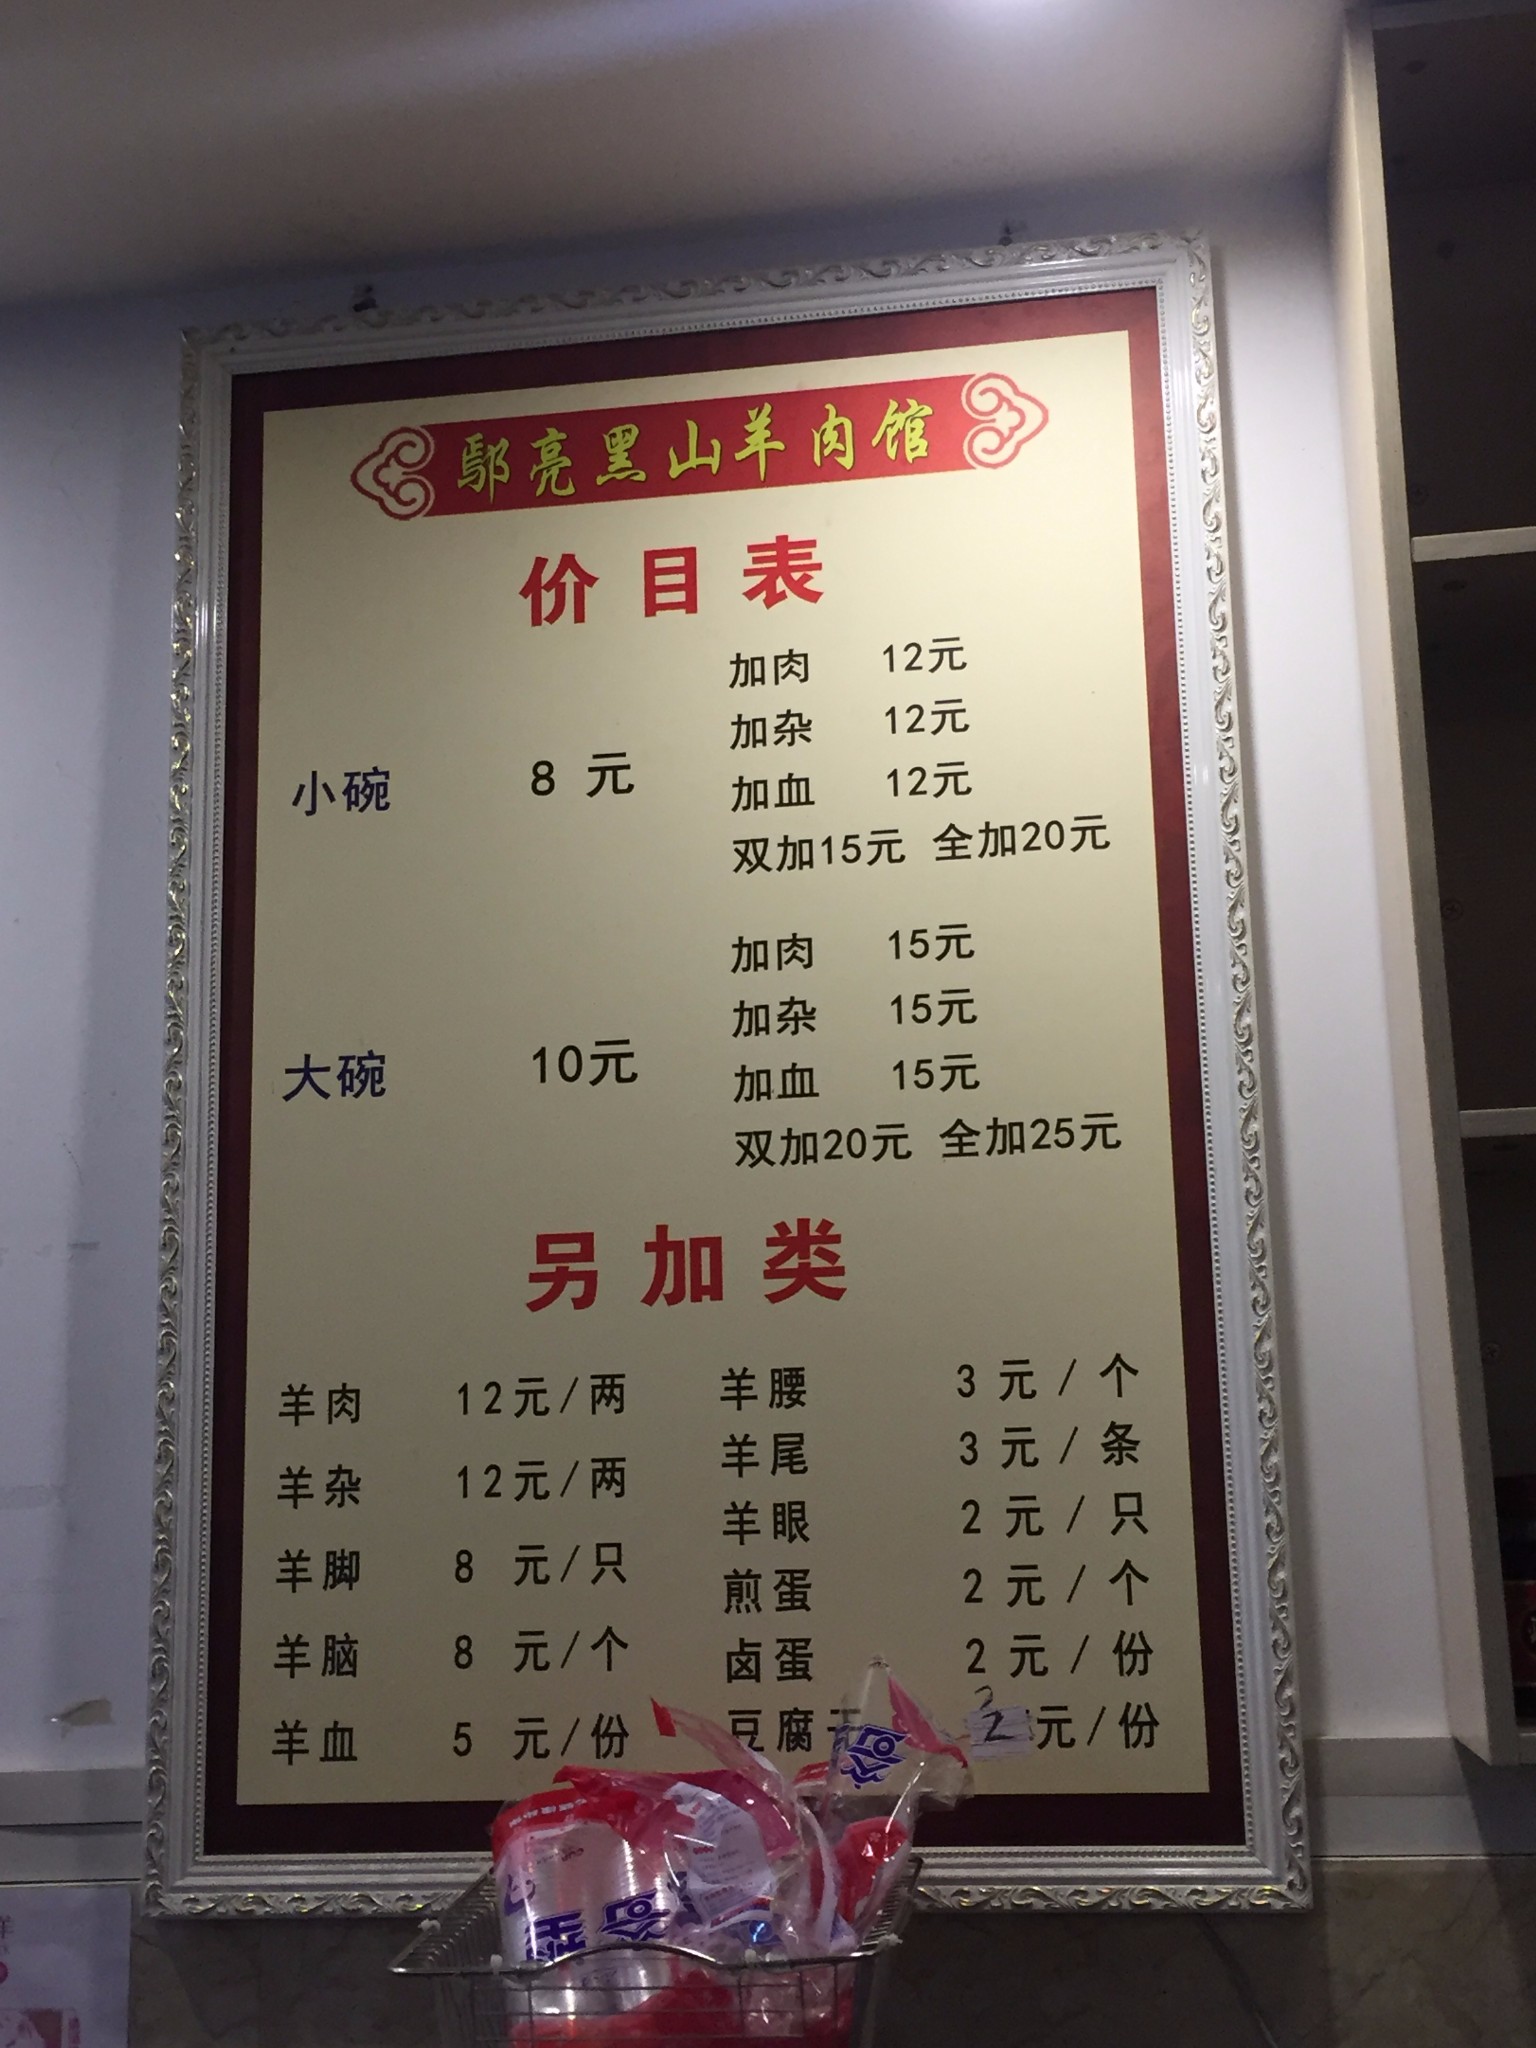 鄢亮黑山羊肉馆
价目表
小碗 8 元
加肉 12元
加杂 12元
加血 12元
双加15元 全加20元
大碗 10元
加肉 15元
加杂 15元
加血 15元
双加20元 全加25元
另加类
羊肉 12元/两
羊杂 12元/两
羊脚 8 元/只
羊脑 8 元/个
羊血 5 元/份
羊腰 3 元 / 个
羊尾 3 元 / 条
羊眼 2 元 / 只
煎蛋 2 元 / 个
卤蛋 2 元 / 份
豆腐干 2 元/份